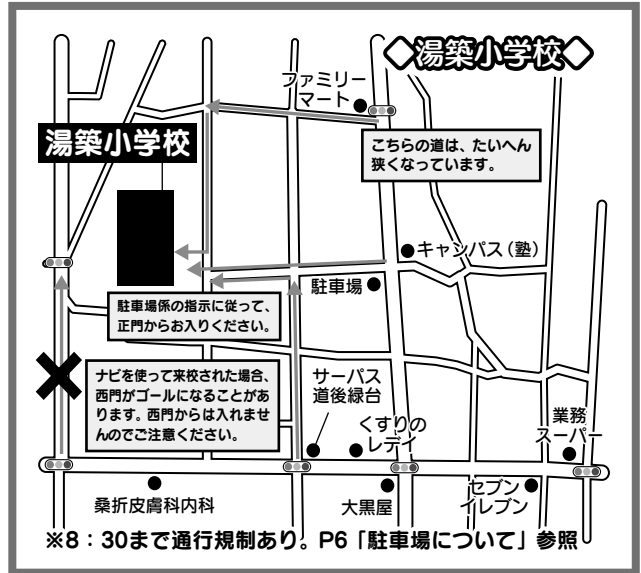 ◇湯築小学校◇
ファミリー
マート
湯築小学校
こちらの道は、たいへん
狭くなっています。
キャンパス（塾）
駐車場
駐車場係の指示に従って、
正門からお入りください。
ナビを使って来校された場合、
西門がゴールになることがあ
ります。西門からは入れませ
んのでご注意ください。
サーパス
道後緑台
くすりの
レデイ
業務
スーパー
桑折皮膚科内科
大黒屋
セブン
イレブン
※8：30まで通行規制あり。P6「駐車場について」参照